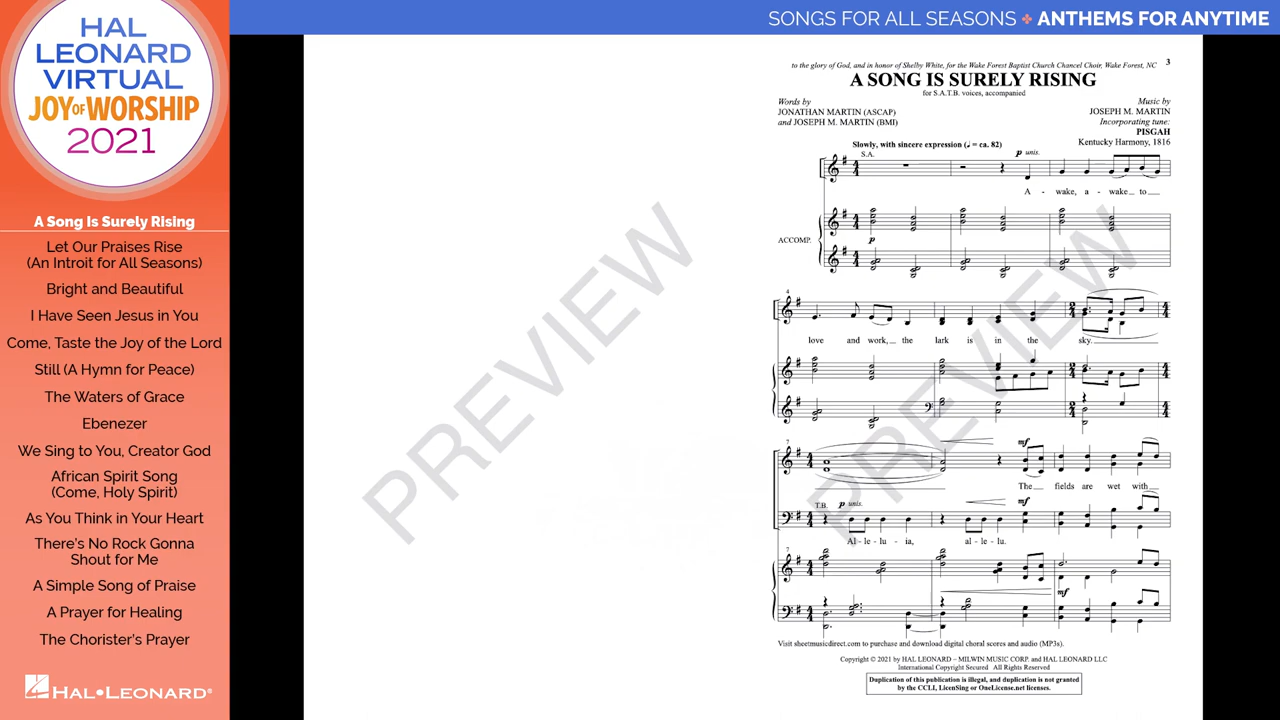 HAL
LEONARD
VIRTUAL
JOY OF WORSHIP
2021
A Song Is Surely Rising
Let Our Praises Rise
(An Introit for All Seasons)
Bright and Beautiful
I Have Seen Jesus in You
Come, Taste the Joy of the Lord
Still (A Hymn for Peace)
The Waters of Grace
Ebenezer
We Sing to You, Creator God
African Spirit Song
(Come, Holy Spirit)
As You Think in Your Heart
There's No Rock Gonna
Shout for Me
A Simple Song of Praise
A Prayer for Healing
The Chorister's Prayer
HAL•LEONARD®
SONGS FOR ALL SEASONS ANTHEMS FOR ANYTIME
to the glory of God, and in honor of Shelby White, for the Wake Forest Baptist Church Chancel Choir, Wake Forest, NC 3
A SONG IS SURELY RISING
for S.A.T.B. voices, accompanied
Words by
JONATHAN MARTIN (ASCAP)
and JOSEPH M. MARTIN (BMI)
Music by
JOSEPH M. MARTIN
Incorporating tune:
PISGAH
Kentucky Harmony, 1816
Slowly, with sincere expression (♩ = ca. 82)
S.A.
p unis.
4 4
A - wake, a - wake to
ACCOMP.
p
4
love and work, the lark is in the sky.
7
mf
The fields are wet with
T.B. p unis.
mf
Al - le - lu - ia, al - le - lu.
7
mf
Visit sheetmusicdirect.com to purchase and download digital choral scores and audio (MP3s).
Copyright © 2021 by HAL LEONARD – MILWIN MUSIC CORP. and HAL LEONARD LLC
International Copyright Secured All Rights Reserved
Duplication of this publication is illegal, and duplication is not granted
by the CCLI, LicenSing or OneLicense.net licenses.
PREVIEW
PREVIEW